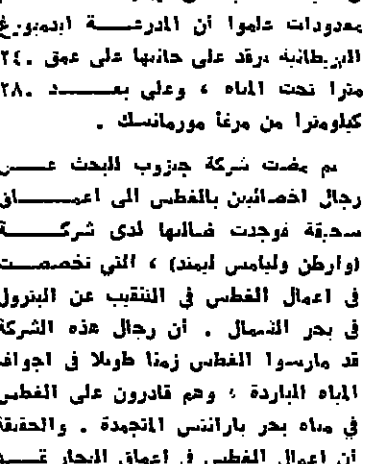 معدودات علموا أن المدرعة ايدمبورغ
البريطانية ترقد على جانبها على عمق ٢٤٠
مترا تحت الماء ، وعلى بعد ٢٨٠
كيلومترا من مرفأ مورمانسك .
ثم مضت شركة جيزوب للبحث عن
رجال اخصائيين بالغطس الى اعماق
سحيقة فوجدت ضالتها لدى شركة
(وارطن وليامس ليمتد) ، التي تخصصت
في اعمال الغطس في التنقيب عن البترول
في بحر الشمال . أن رجال هذه الشركة
قد مارسوا الغطس زمنا طويلا في اجواف
المياه الباردة ، وهم قادرون على الغطس
في مياه بحر بارانتس المتجمدة . والحقيقة
أن اعمال الغطس في اعماق البحار قد